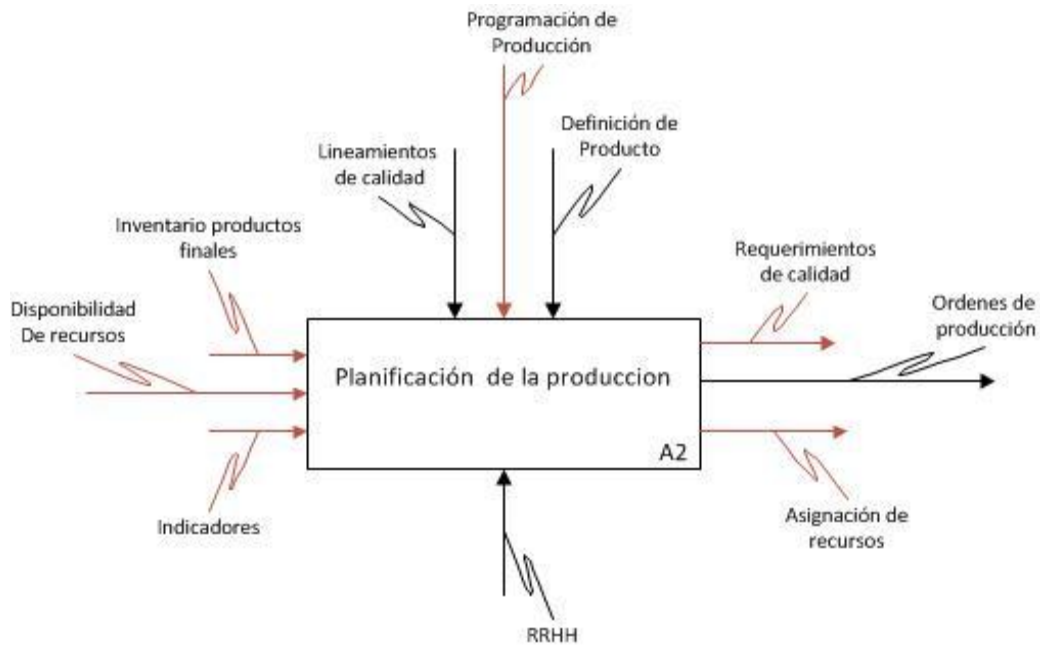 Programación de
Producción
Definición de
Producto
Lineamientos
de calidad
Inventario productos
finales
Requerimientos
de calidad
Disponibilidad
De recursos
Ordenes de
producción
Planificación de la produccion
A2
Indicadores
Asignación de
recursos
RRHH